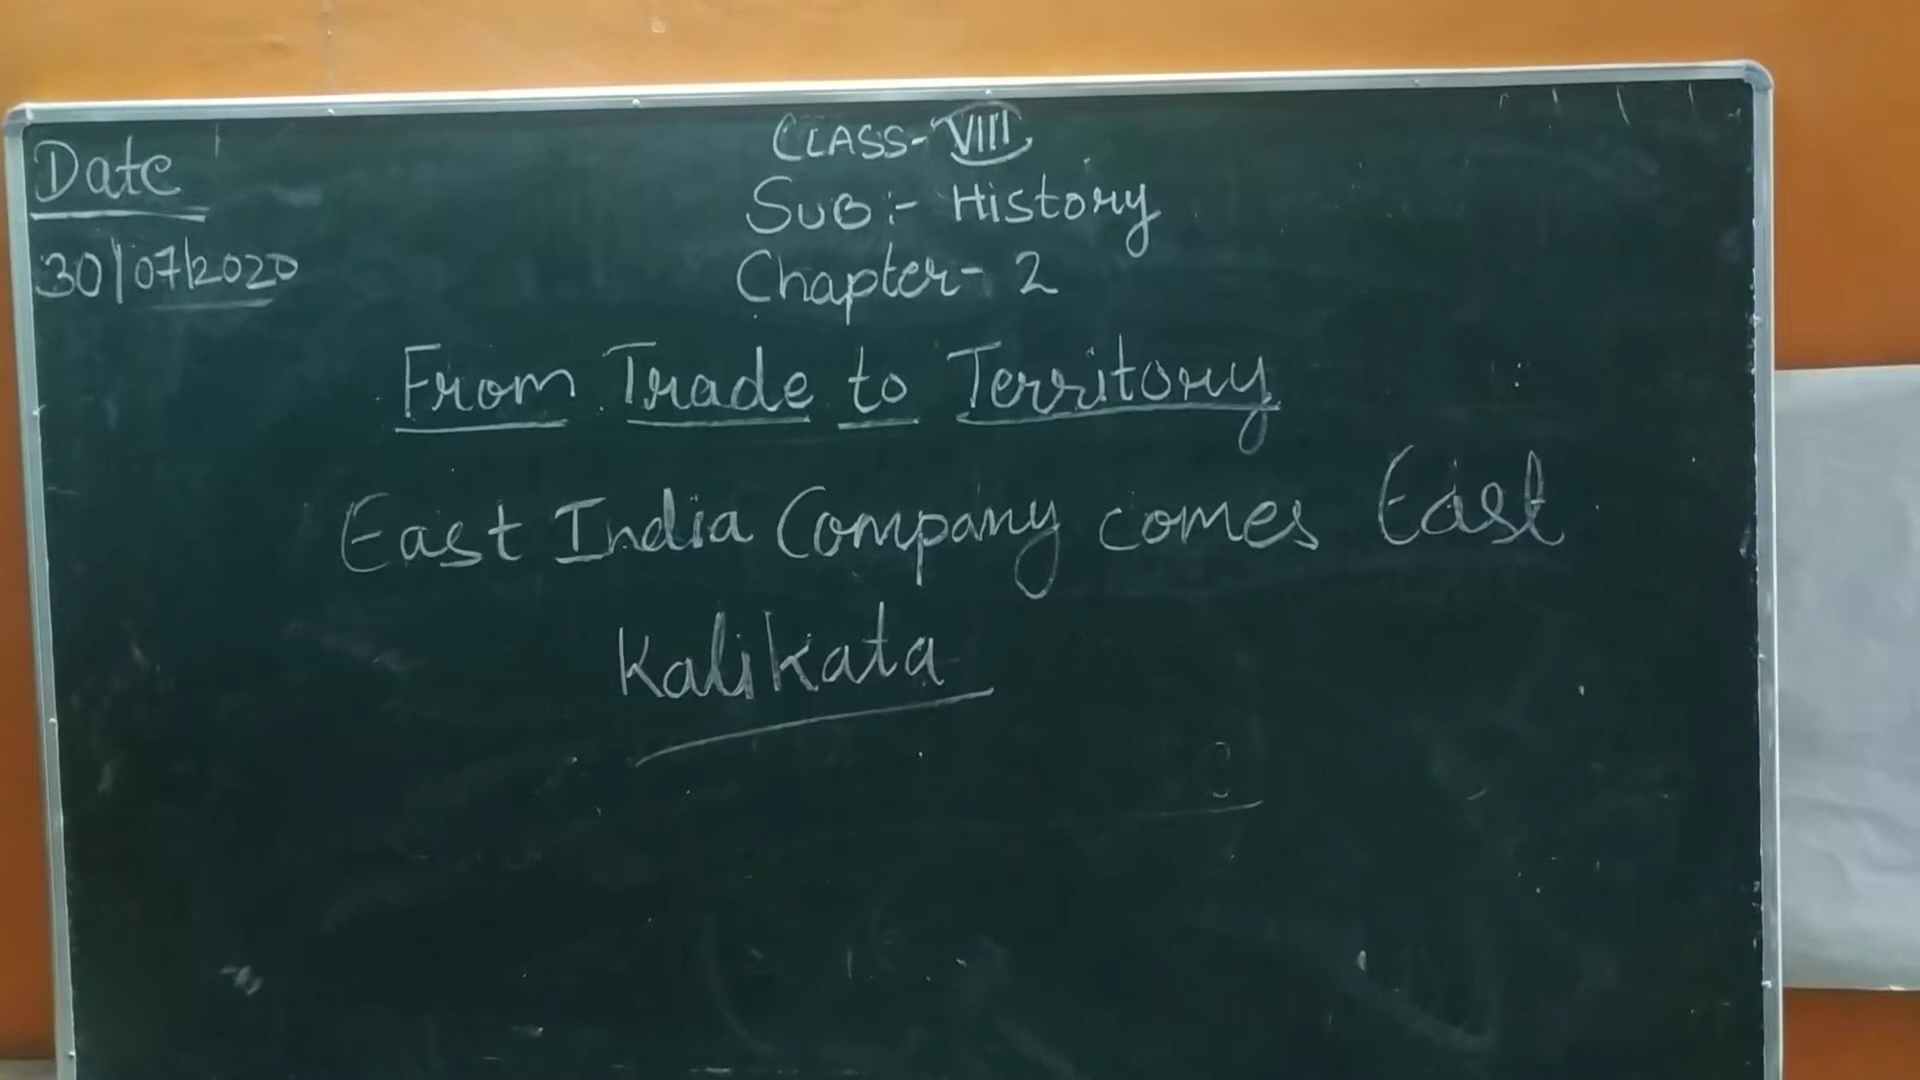 Date
30/07/2020
CLASS- VIII
SUB:- History
Chapter- 2
From Trade to Territory
East India Company comes East
Kalikata